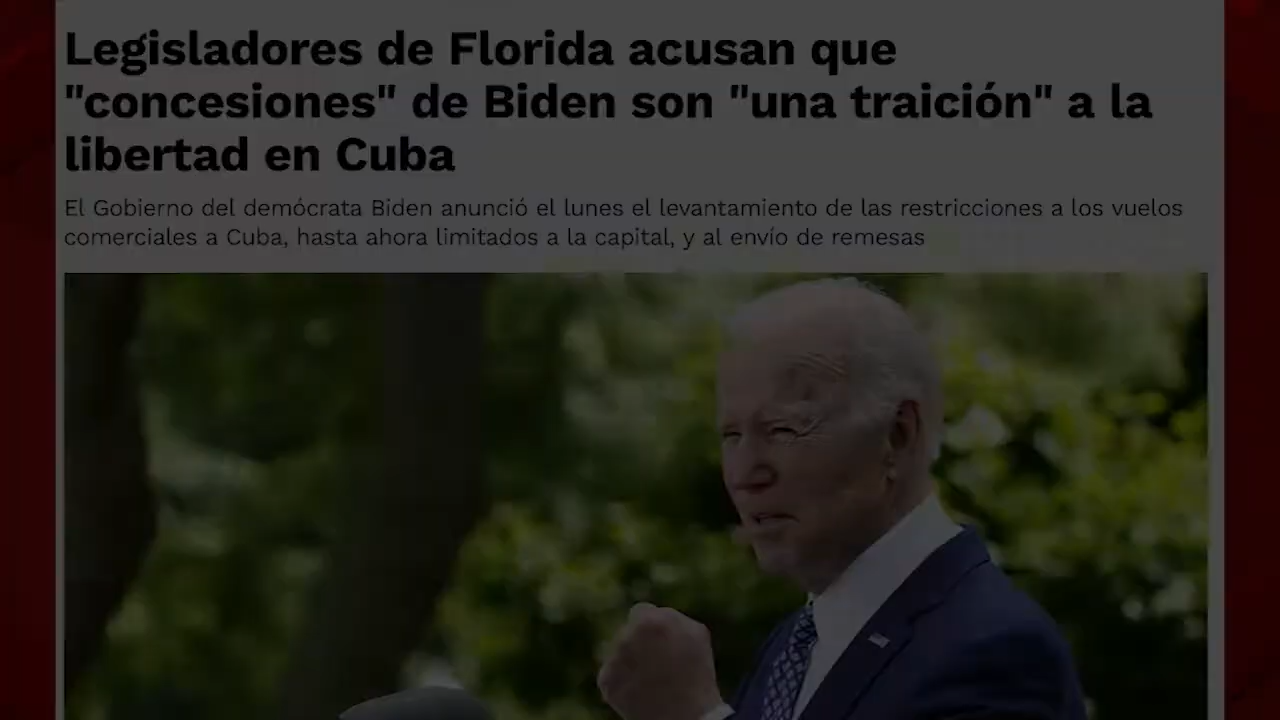 Legisladores de Florida acusan que
"concesiones" de Biden son "una traición" a la
libertad en Cuba
El Gobierno del demócrata Biden anunció el lunes el levantamiento de las restricciones a los vuelos
comerciales a Cuba, hasta ahora limitados a la capital, y al envío de remesas